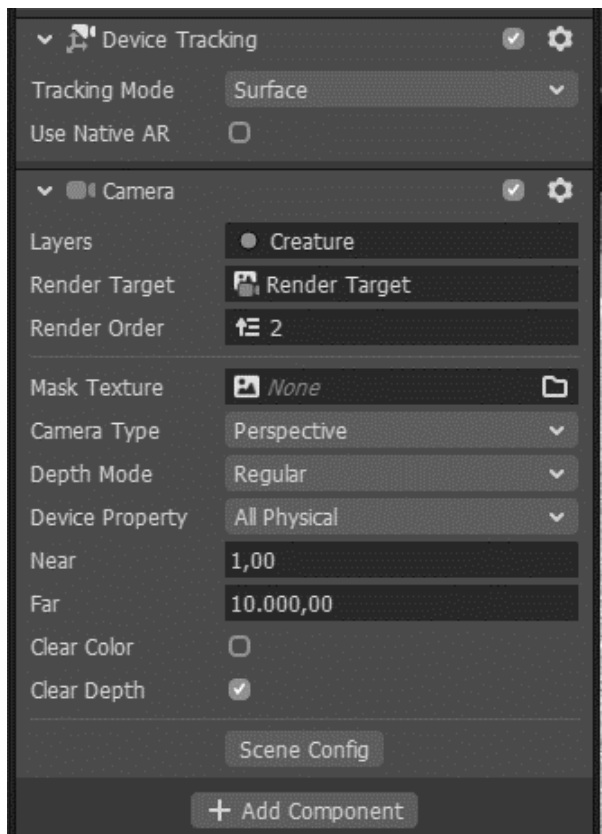 Device Tracking
Tracking Mode Surface
Use Native AR
Camera
Layers Creature
Render Target Render Target
Render Order 2
Mask Texture None
Camera Type Perspective
Depth Mode Regular
Device Property All Physical
Near 1,00
Far 10.000,00
Clear Color
Clear Depth
Scene Config
+ Add Component